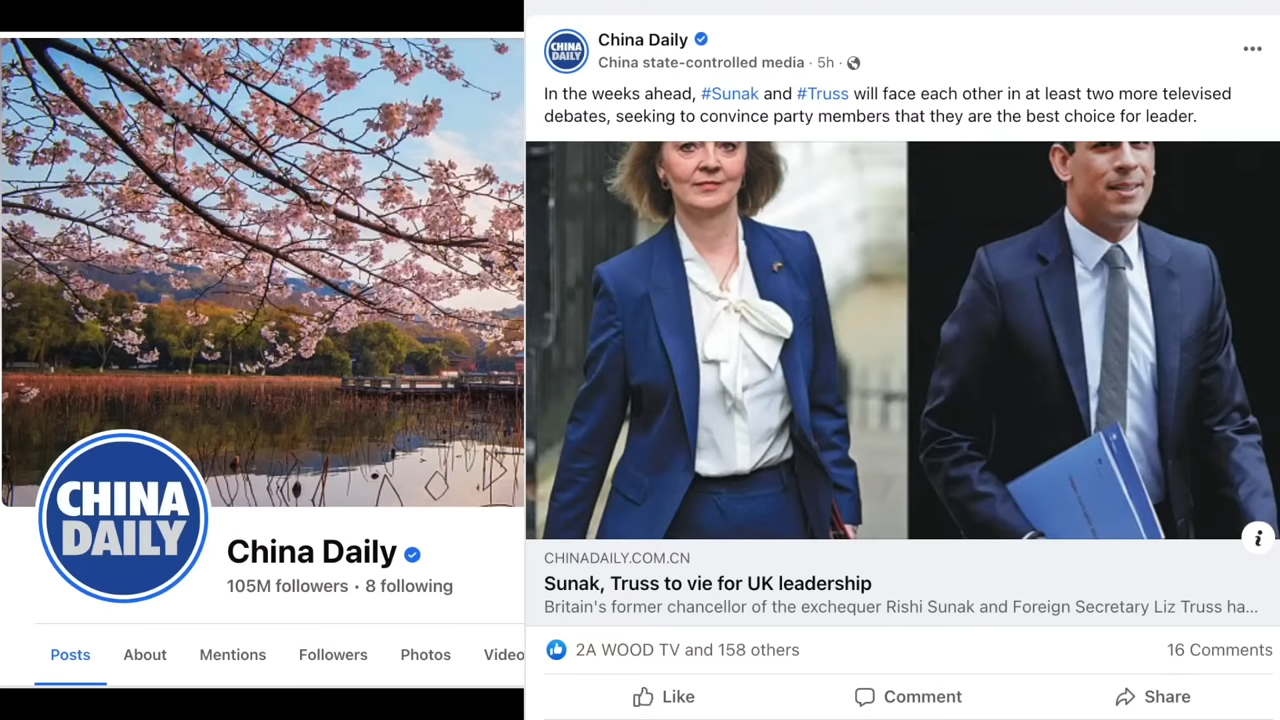 CHINA
DAILY
China Daily
105M followers · 8 following
Posts
About
Mentions
Followers
Photos
Video
CHINA
DAILY
China Daily
China state-controlled media · 5h ·
In the weeks ahead, #Sunak and #Truss will face each other in at least two more televised
debates, seeking to convince party members that they are the best choice for leader.
CHINADAILY.COM.CN
Sunak, Truss to vie for UK leadership
Britain's former chancellor of the exchequer Rishi Sunak and Foreign Secretary Liz Truss ha...
2A WOOD TV and 158 others
16 Comments
Like
Comment
Share